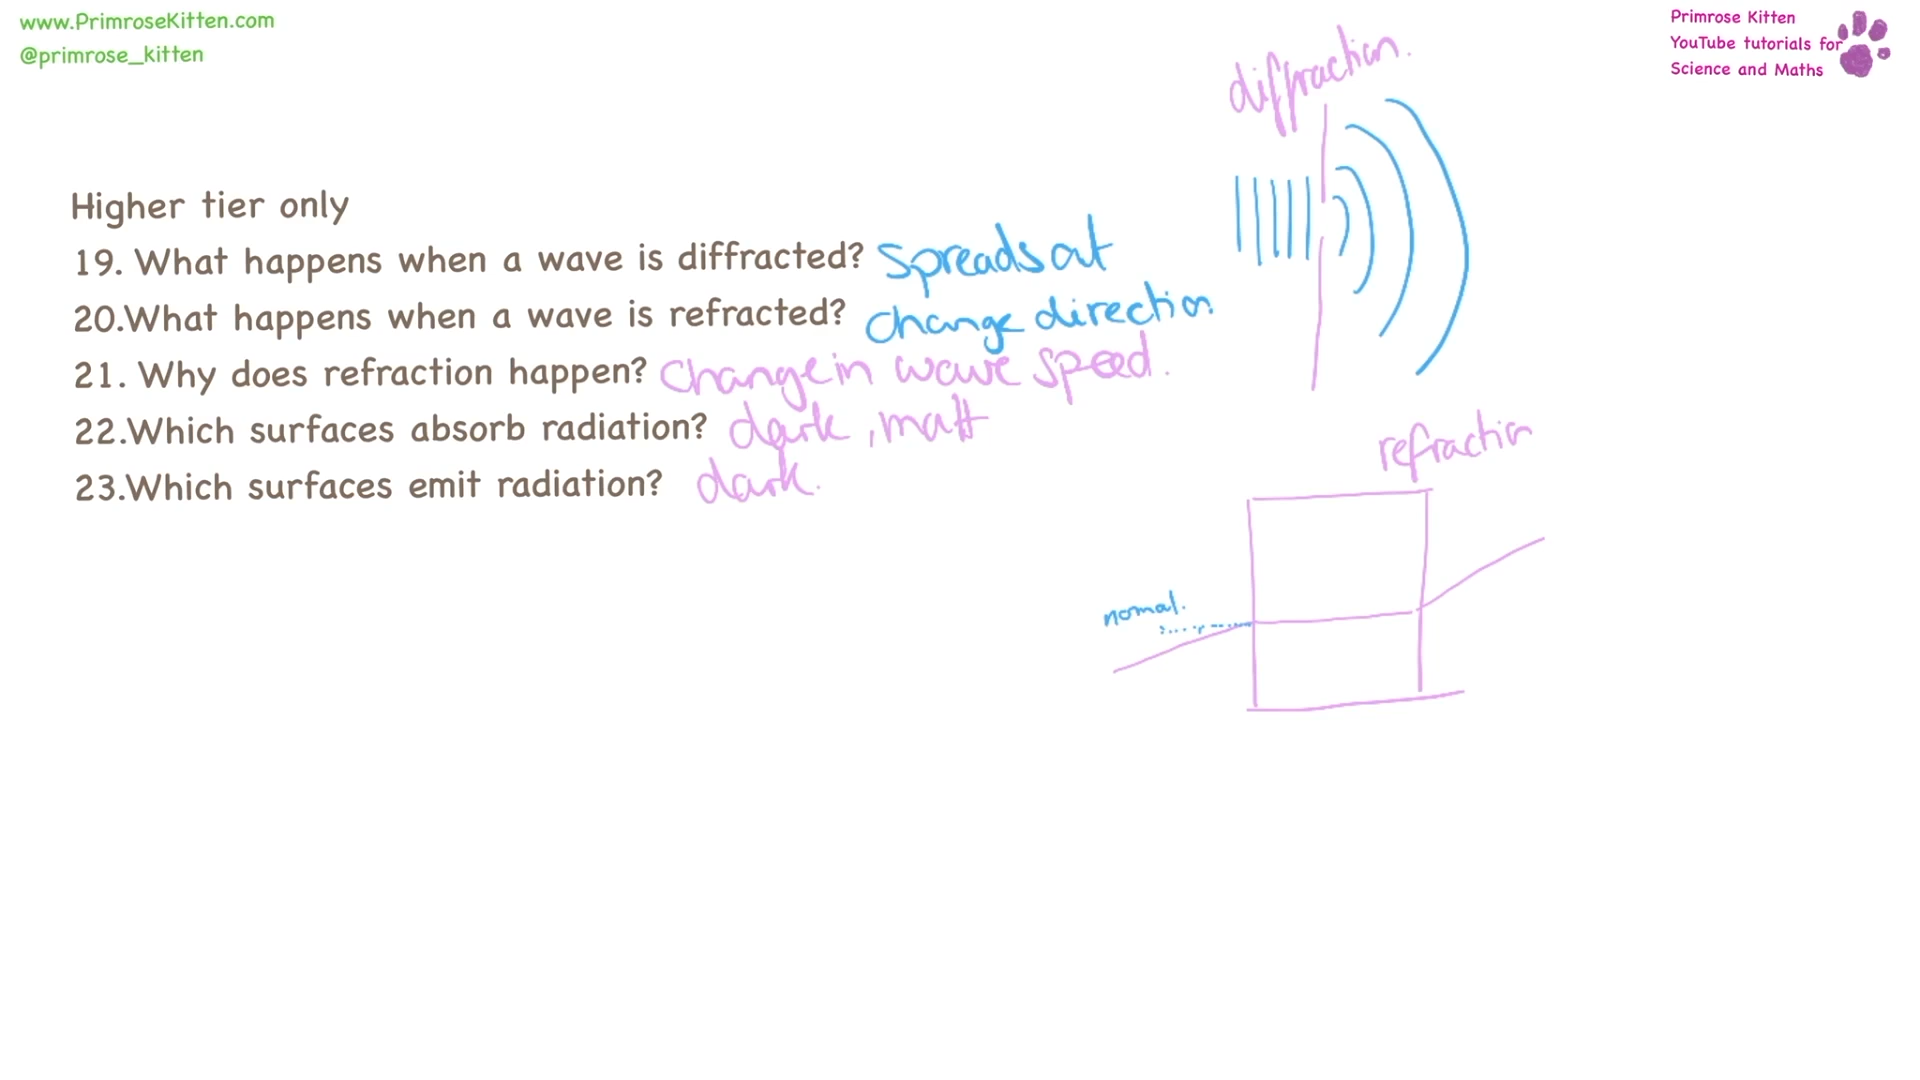 www.PrimroseKitten.com
@primrose_kitten
Primrose Kitten
YouTube tutorials for
Science and Maths
diffraction.
Higher tier only
19. What happens when a wave is diffracted? Spreads out
20.What happens when a wave is refracted? change direction
21. Why does refraction happen? Change in wave speed.
22.Which surfaces absorb radiation? dark, matt
23.Which surfaces emit radiation? dark.
refraction
normal.